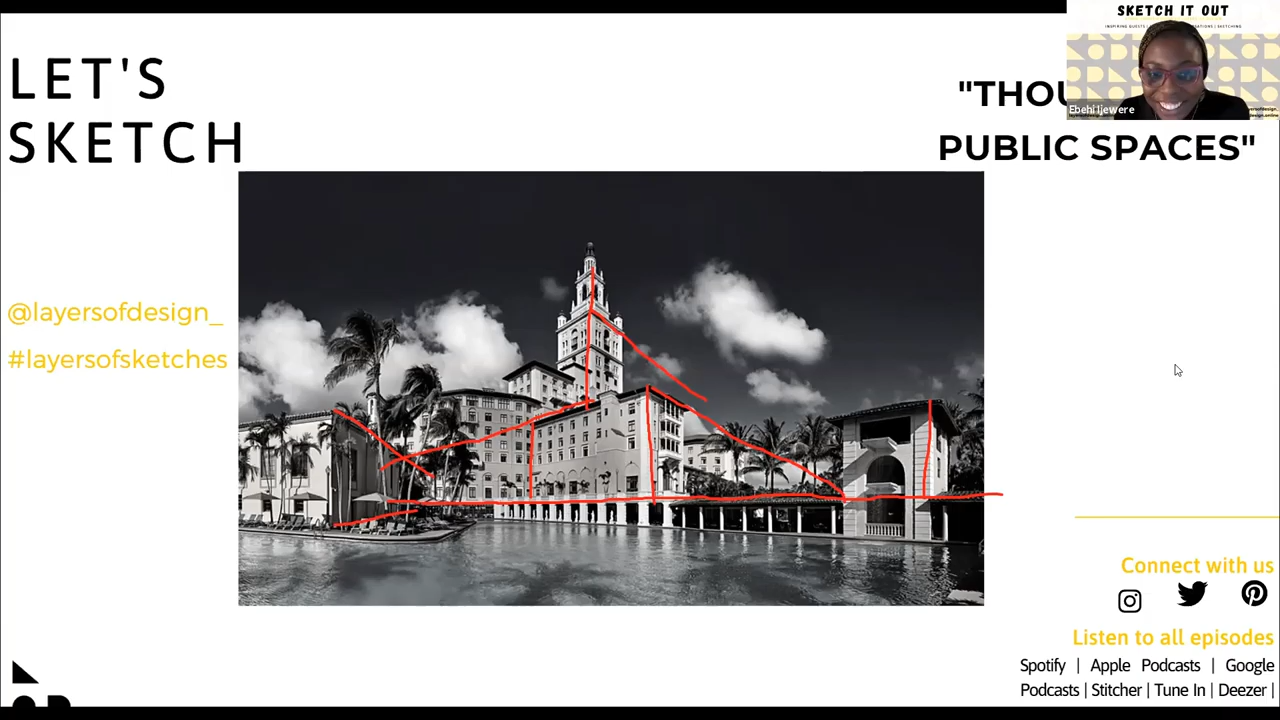 LET'S
SKETCH
SKETCH IT OUT
Ebehi Ijewere
PUBLIC SPACES"
@layersofdesign_
#layersofsketches
Connect with us
Listen to all episodes
Spotify | Apple Podcasts | Google
Podcasts | Stitcher | Tune In | Deezer |